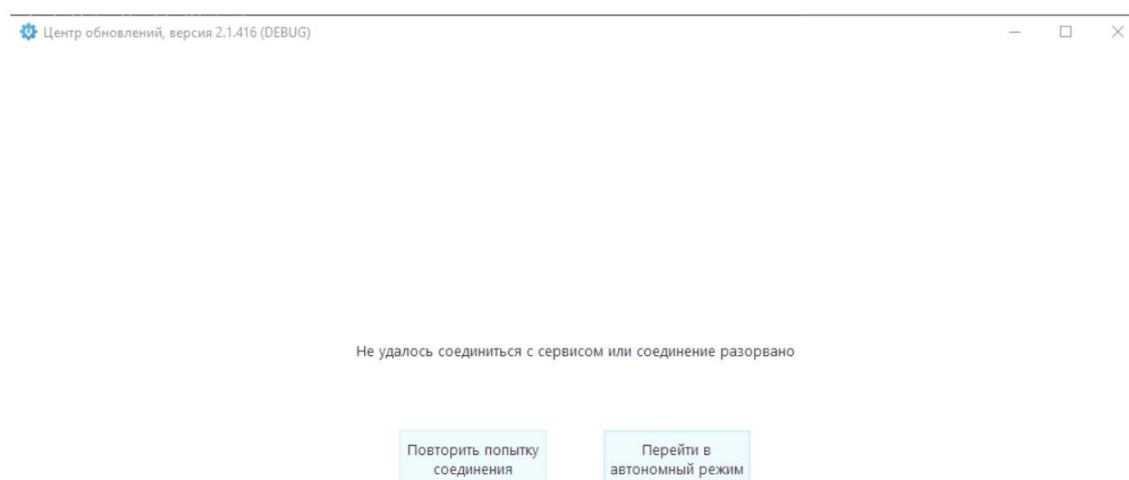 Центр обновлений, версия 2.1.416 (DEBUG)
Не удалось соединиться с сервисом или соединение разорвано
Повторить попытку
соединения
Перейти в
автономный режим